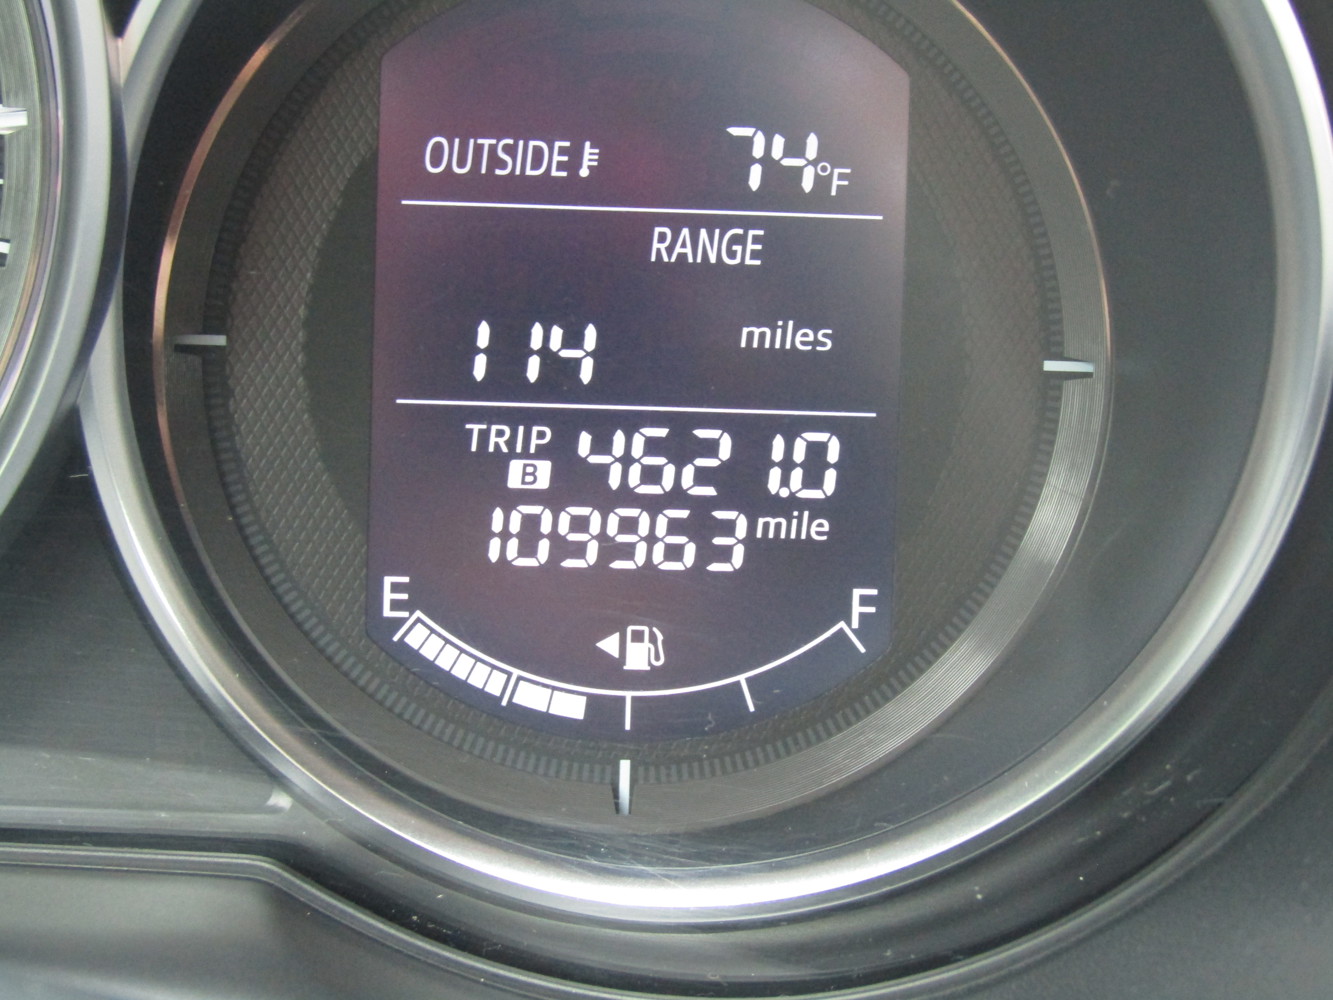 OUTSIDE 74°F
RANGE
114 miles
TRIP B 4621.0
109963 mile
E F